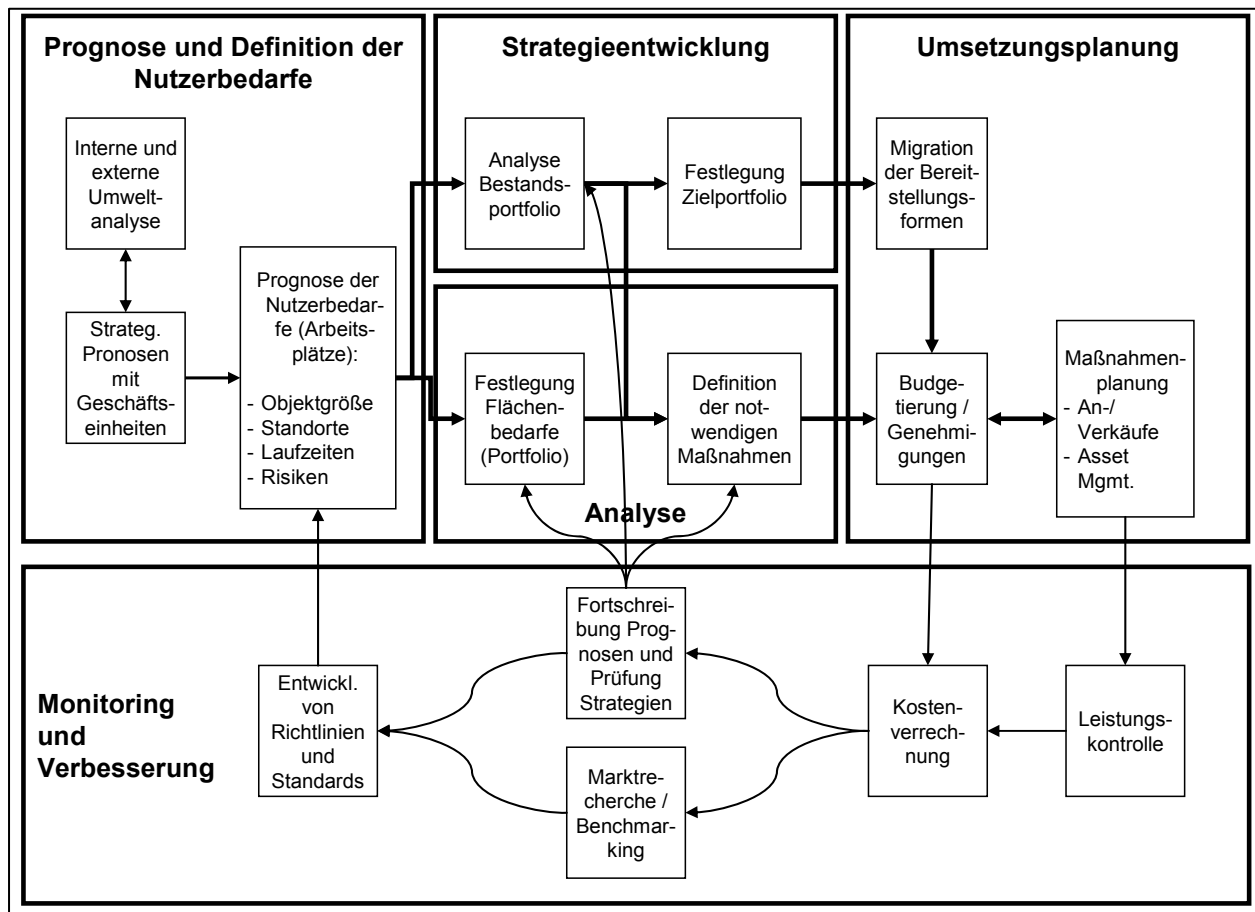 Prognose und Definition der
Nutzerbedarfe
Interne und
externe
Umwelt-
analyse
Strateg.
Pronosen
mit
Geschäfts-
einheiten
Prognose der
Nutzerbedar-
fe (Arbeits-
plätze):
- Objektgröße
- Standorte
- Laufzeiten
- Risiken
Strategieentwicklung
Analyse
Bestands-
portfolio
Festlegung
Zielportfolio
Festlegung
Flächen-
bedarfe
(Portfolio)
Definition
der not-
wendigen
Maßnahmen
Analyse
Umsetzungsplanung
Migration
der Bereit-
stellungs-
formen
Budge-
tierung /
Genehmi-
gungen
Maßnahmen-
planung
- An-/
Verkäufe
- Asset
Mgmt.
Monitoring
und
Verbesserung
Entwickl.
von
Richtlinien
und
Standards
Fortschrei-
bung Prog-
nosen und
Prüfung
Strategien
Marktre-
cherche /
Benchmar-
king
Kosten-
verrech-
nung
Leistungs-
kontrolle